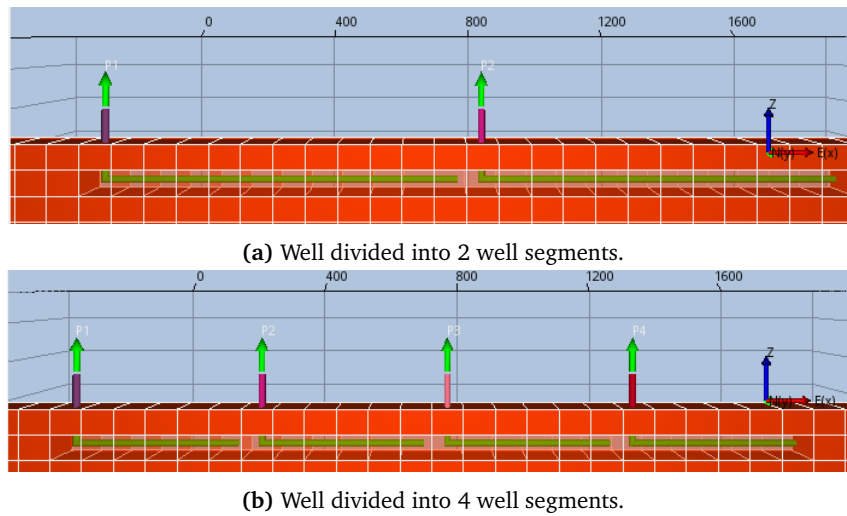 0 400 800 1200 1600
P1 P2
Z
N(y) E(x)
(a) Well divided into 2 well segments.
0 400 800 1200 1600
P1 P2 P3 P4
Z
N(y) E(x)
(b) Well divided into 4 well segments.